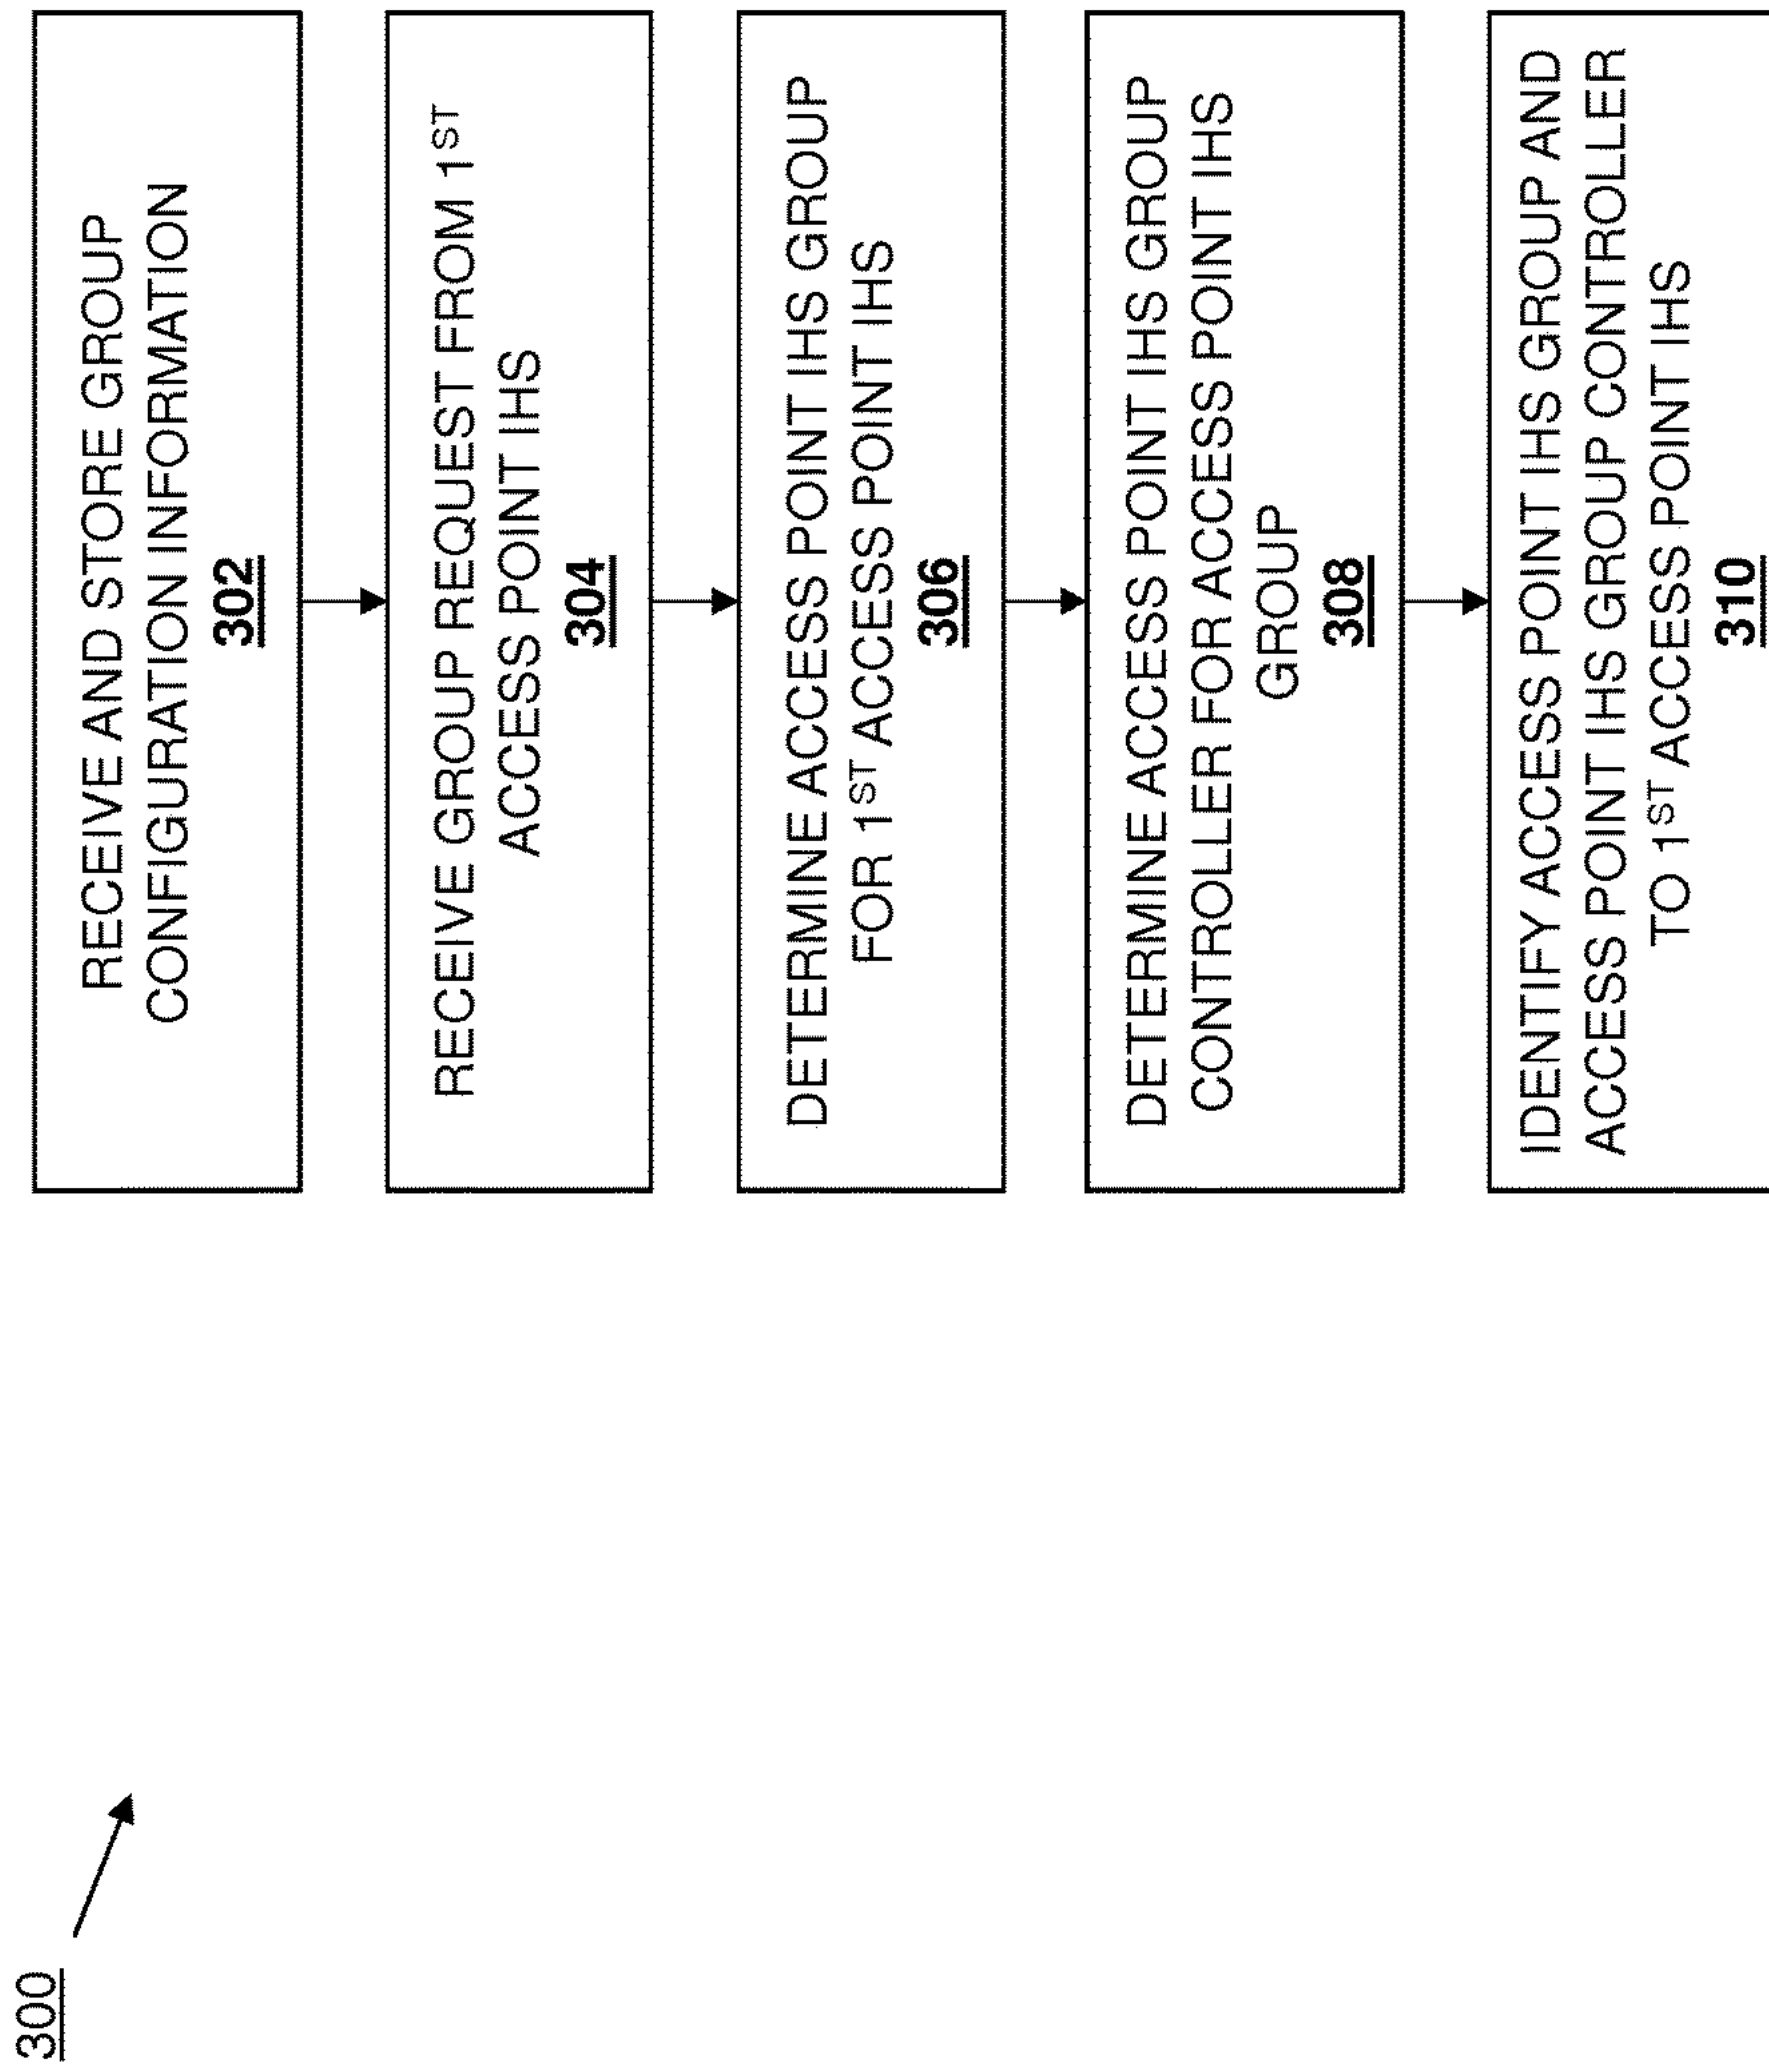 300
RECEIVE AND STORE GROUP
CONFIGURATION INFORMATION
302
RECEIVE GROUP REQUEST FROM 1ST
ACCESS POINT IHS
304
DETERMINE ACCESS POINT IHS GROUP
FOR 1ST ACCESS POINT IHS
306
DETERMINE ACCESS POINT IHS GROUP
CONTROLLER FOR ACCESS POINT IHS
GROUP
308
IDENTIFY ACCESS POINT IHS GROUP AND
ACCESS POINT IHS GROUP CONTROLLER
TO 1ST ACCESS POINT IHS
310